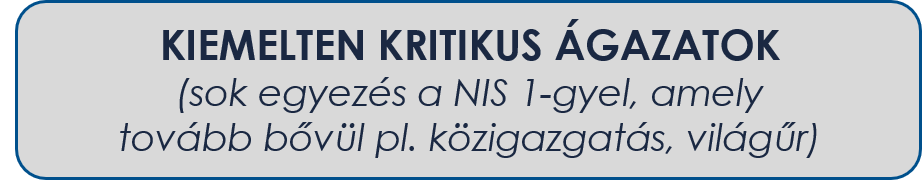 KIEMELTEN KRITIKUS ÁGAZATOK
(sok egyezés a NIS 1-gyel, amely
tovább bővül pl. közigazgatás, világűr)